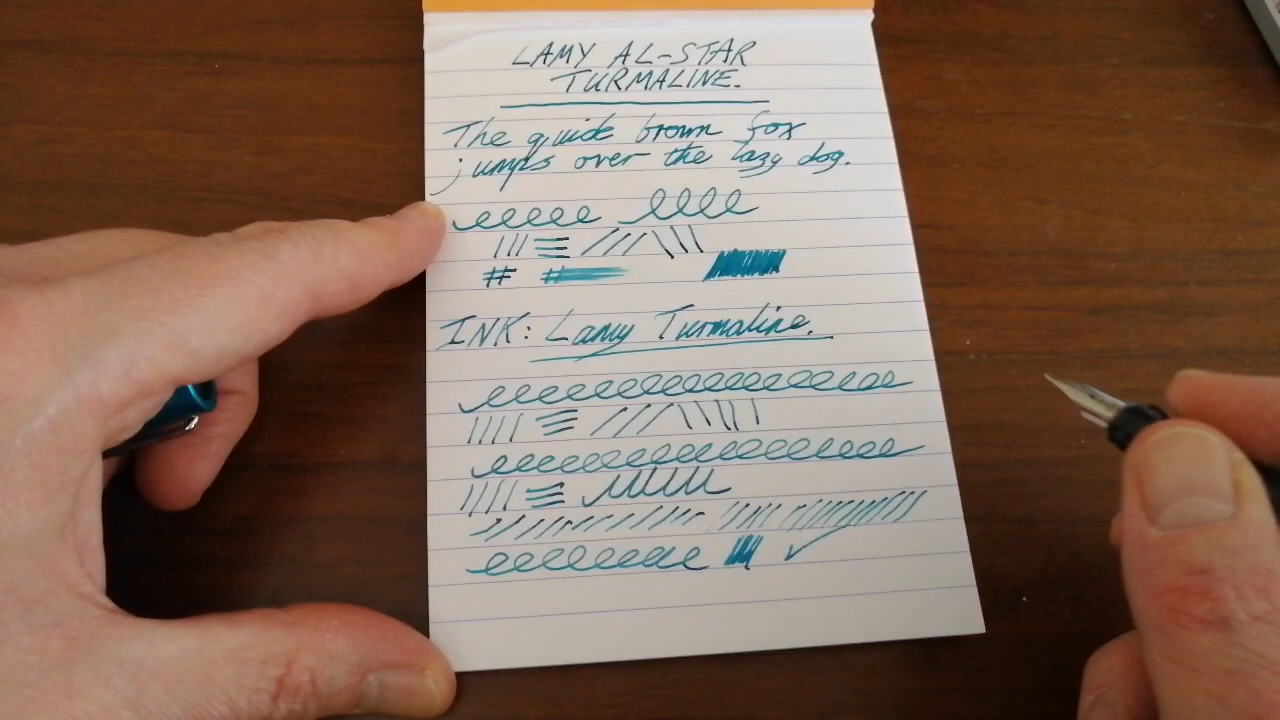 LAMY AL-STAR
TURMALINE.
The quick brown fox
jumps over the lazy dog.
INK: Lamy Turmaline.